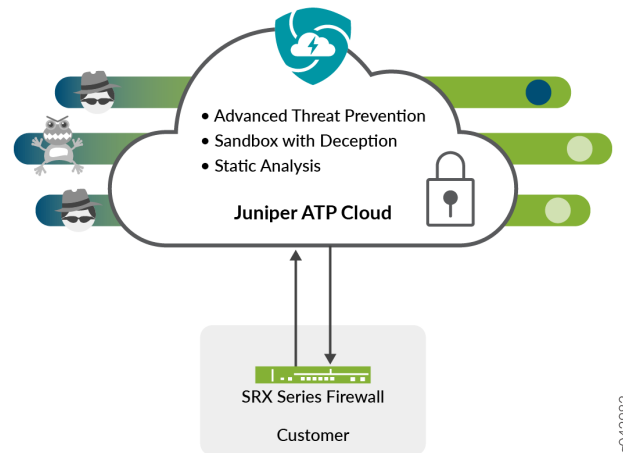 • Advanced Threat Prevention
• Sandbox with Deception
• Static Analysis
Juniper ATP Cloud
SRX Series Firewall
Customer